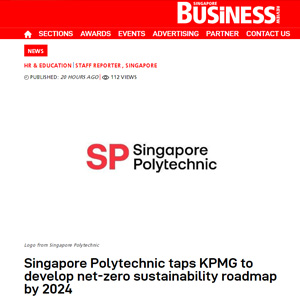 SINGAPORE
BUSINESS
REVIEW
SECTIONS AWARDS EVENTS ADVERTISING PARTNER CONTACT US
NEWS
HR & EDUCATION | STAFF REPORTER, SINGAPORE
PUBLISHED: 20 HOURS AGO | 112 VIEWS
SP Singapore
Polytechnic
Logo from Singapore Polytechnic
Singapore Polytechnic taps KPMG to
develop net-zero sustainability roadmap
by 2024